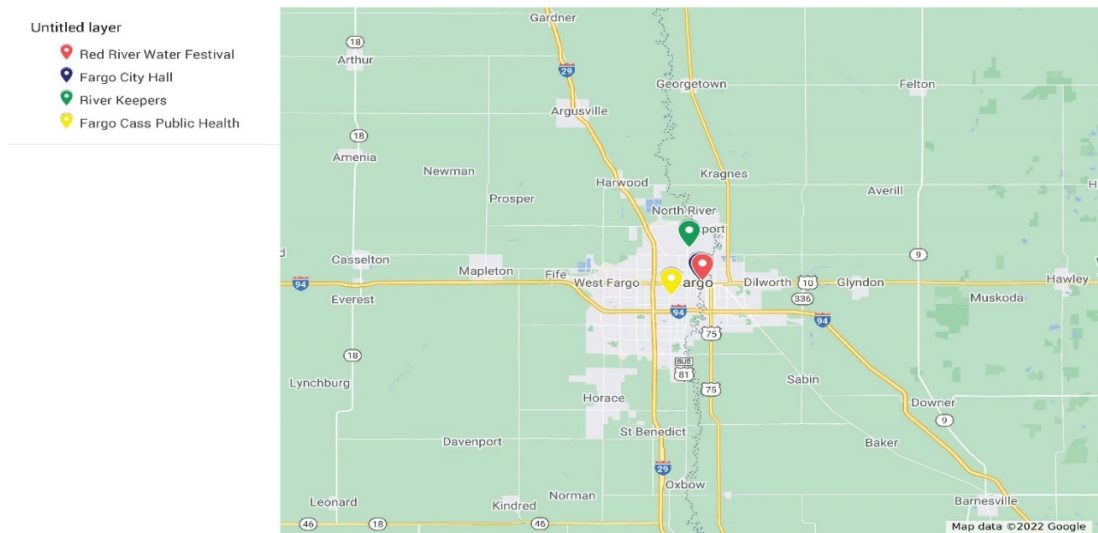 Untitled layer
Red River Water Festival
Fargo City Hall
River Keepers
Fargo Cass Public Health
Gardner
18
Arthur
29
Georgetown
Felton
Argusville
18
Amenia
Newman
Kragnes
Harwood
Averill
Prosper
North River
port
Casselton
9
Mapleton
Fife
West Fargo
argo
Dilworth
10
Glyndon
Hawley
94
Everest
336
Muskoda
94
94
75
18
BUS
81
Lynchburg
75
Sabin
Horace
Downer
9
St Benedict
Davenport
Baker
29
Oxbow
Norman
Leonard
Kindred
Barnesville
46
18
46
Map data ©2022 Google